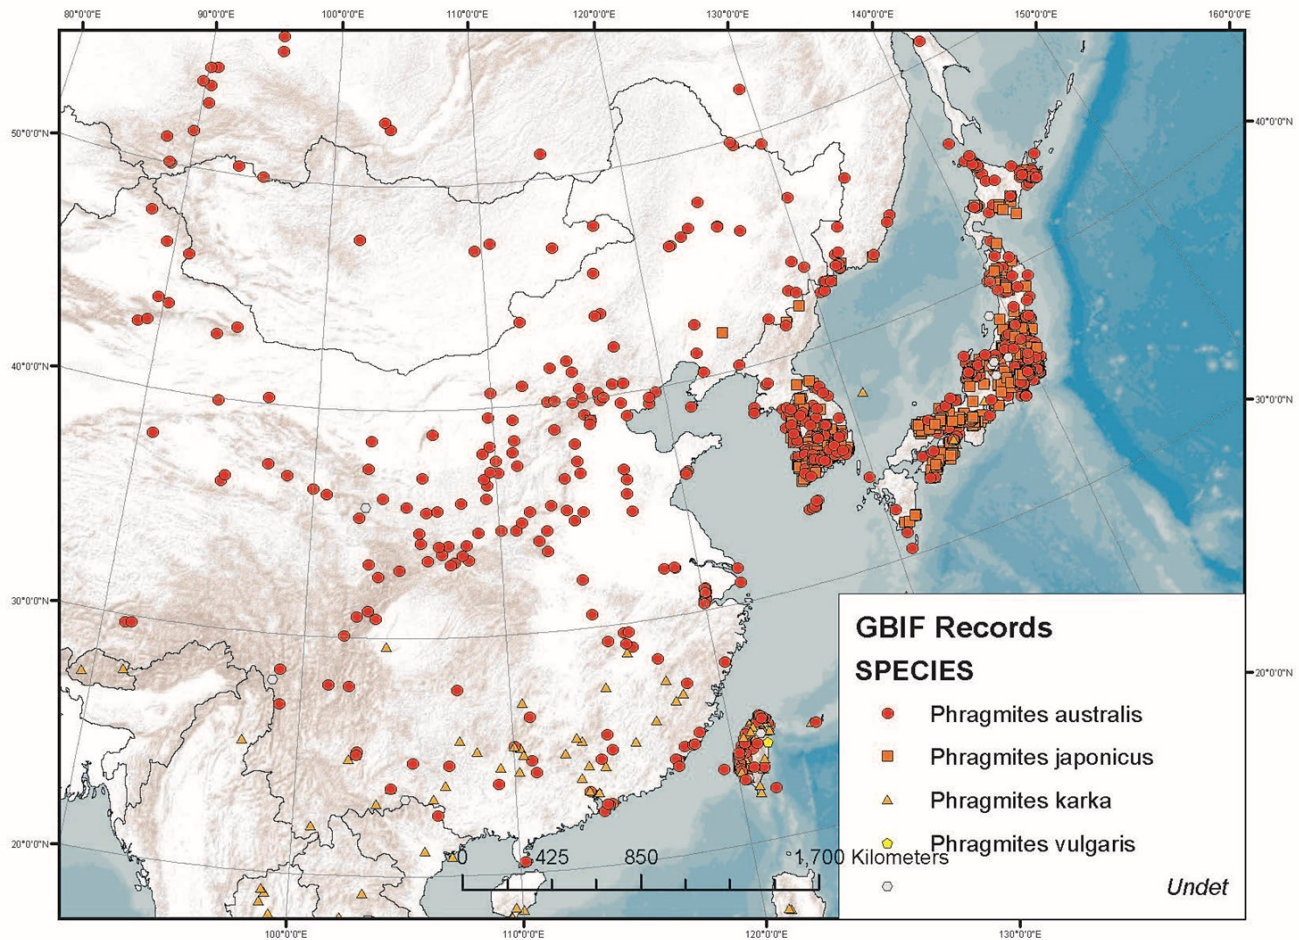 80°0'0"E 90°0'0"E 100°0'0"E 110°0'0"E 120°0'0"E 130°0'0"E 140°0'0"E 150°0'0"E 160°0'0"E
50°0'0"N 40°0'0"N
40°0'0"N 30°0'0"N
30°0'0"N
GBIF Records
SPECIES
20°0'0"N
Phragmites australis
Phragmites japonicus
Phragmites karka
Phragmites vulgaris
20°0'0"N
0 425 850 1,700 Kilometers
Undet
100°0'0"E 110°0'0"E 120°0'0"E 130°0'0"E